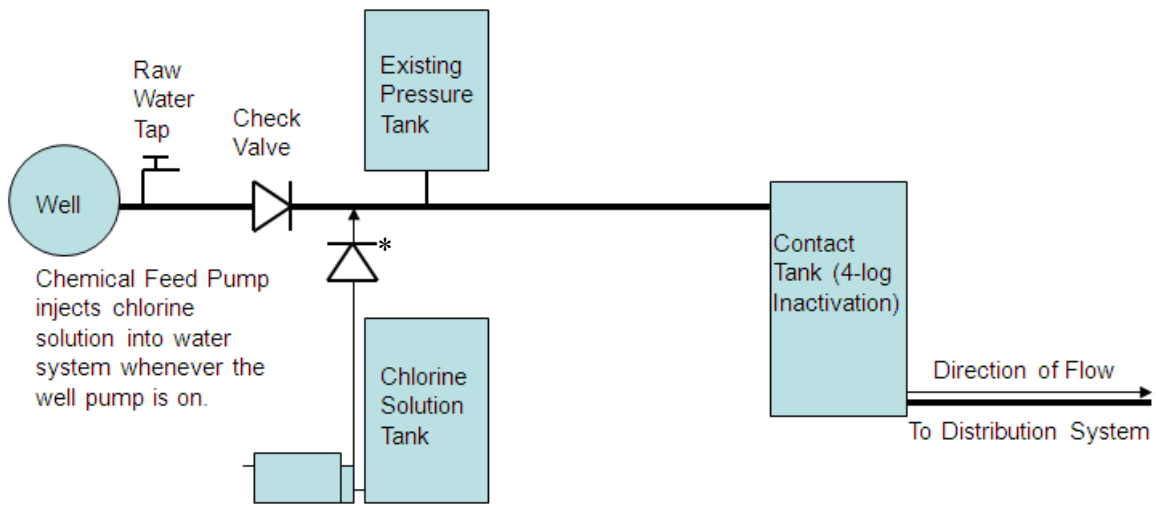 Raw
Water
Tap
Check
Valve
Existing
Pressure
Tank
Well
*
Chemical Feed Pump
injects chlorine
solution into water
system whenever the
well pump is on.
Chlorine
Solution
Tank
Contact
Tank (4-log
Inactivation)
Direction of Flow
To Distribution System